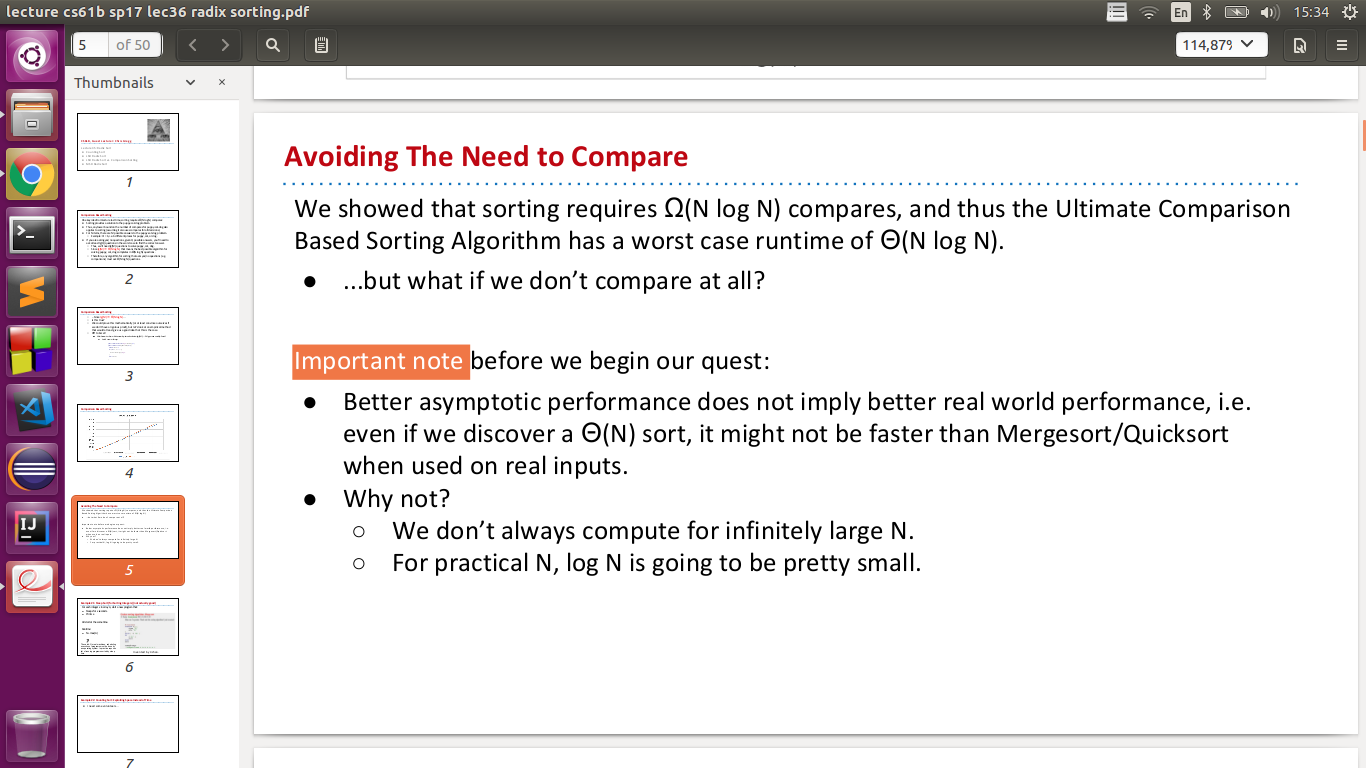 lecture cs61b sp17 lec36 radix sorting.pdf
En
15:34
5 of 50
114,87%
Thumbnails
1
2
3
4
5
6
7
Avoiding The Need to Compare
We showed that sorting requires Ω(N log N) compares, and thus the Ultimate Comparison
Based Sorting Algorithm has a worst case runtime of Θ(N log N).
● ...but what if we don’t compare at all?
Important note before we begin our quest:
● Better asymptotic performance does not imply better real world performance, i.e.
even if we discover a Θ(N) sort, it might not be faster than Mergesort/Quicksort
when used on real inputs.
● Why not?
○ We don’t always compute for infinitely large N.
○ For practical N, log N is going to be pretty small.
IJ